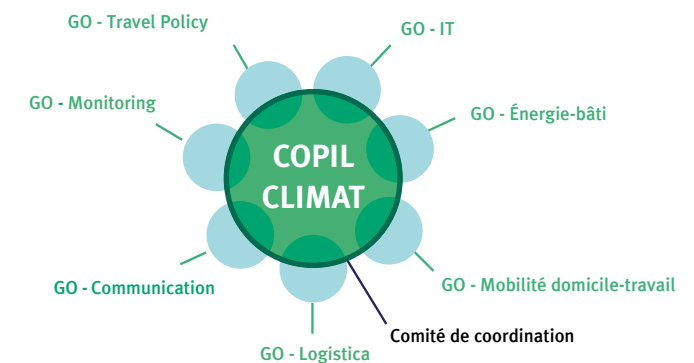 GO - Travel Policy
GO - IT
GO - Monitoring
GO - Énergie-bâti
COPIL
CLIMAT
GO - Communication
GO - Mobilité domicile-travail
Comité de coordination
GO - Logistica